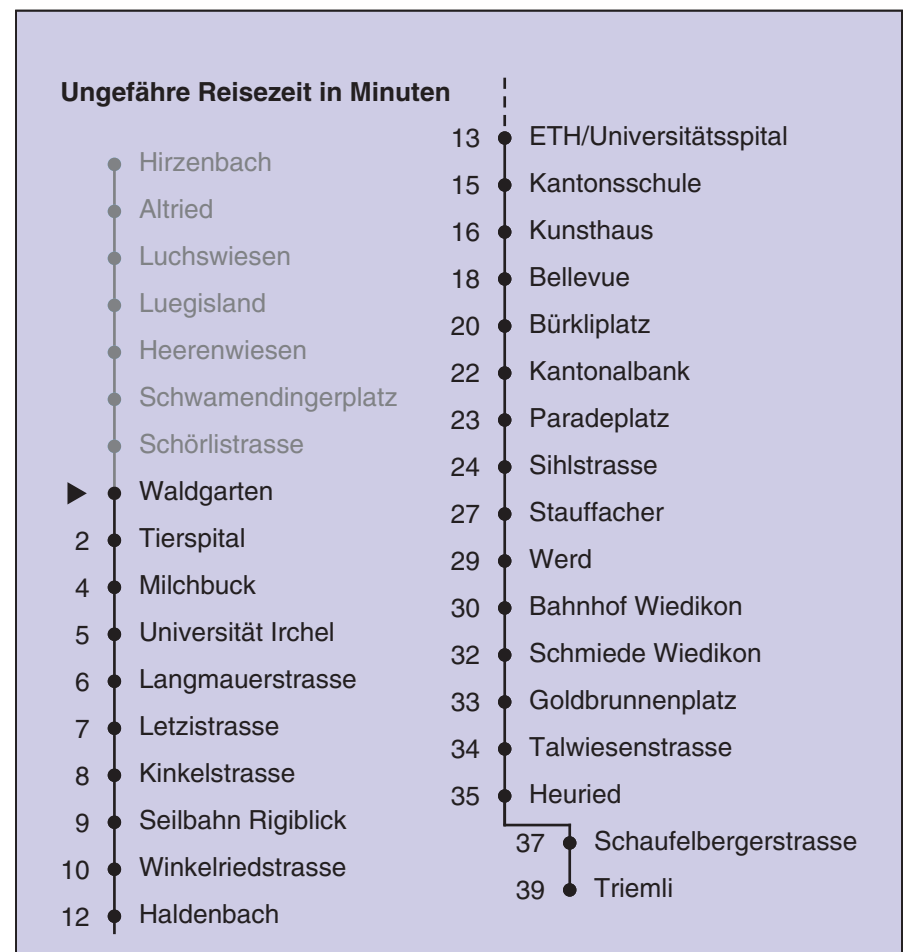 Ungefähre Reisezeit in Minuten
Hirzenbach
Altried
Luchswiesen
Luegisland
Heerenwiesen
Schwamendingerplatz
Schörlistrasse
Waldgarten
2 Tierspital
4 Milchbuck
5 Universität Irchel
6 Langmauerstrasse
7 Letzistrasse
8 Kinkelstrasse
9 Seilbahn Rigiblick
10 Winkelriedstrasse
12 Haldenbach
13 ETH/Universitätsspital
15 Kantonsschule
16 Kunsthaus
18 Bellevue
20 Bürkliplatz
22 Kantonalbank
23 Paradeplatz
24 Sihlstrasse
27 Stauffacher
29 Werd
30 Bahnhof Wiedikon
32 Schmiede Wiedikon
33 Goldbrunnenplatz
34 Talwiesenstrasse
35 Heuried
37 Schaufelbergerstrasse
39 Triemli